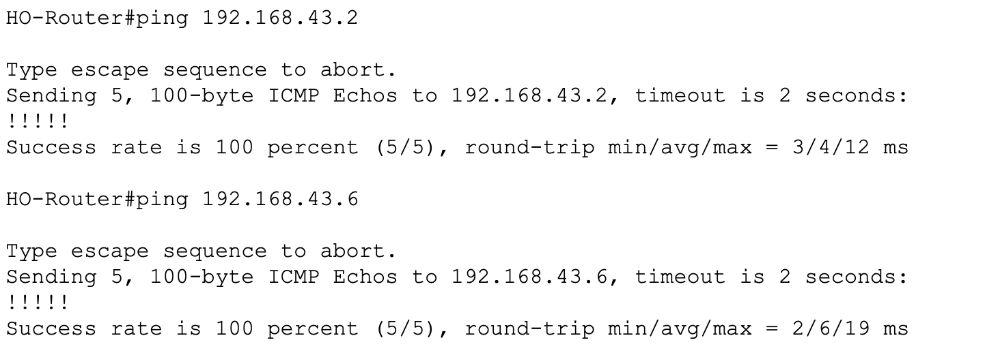 HO-Router#ping 192.168.43.2
Type escape sequence to abort.
Sending 5, 100-byte ICMP Echos to 192.168.43.2, timeout is 2 seconds:
!!!!!
Success rate is 100 percent (5/5), round-trip min/avg/max = 3/4/12 ms
HO-Router#ping 192.168.43.6
Type escape sequence to abort.
Sending 5, 100-byte ICMP Echos to 192.168.43.6, timeout is 2 seconds:
!!!!!
Success rate is 100 percent (5/5), round-trip min/avg/max = 2/6/19 ms